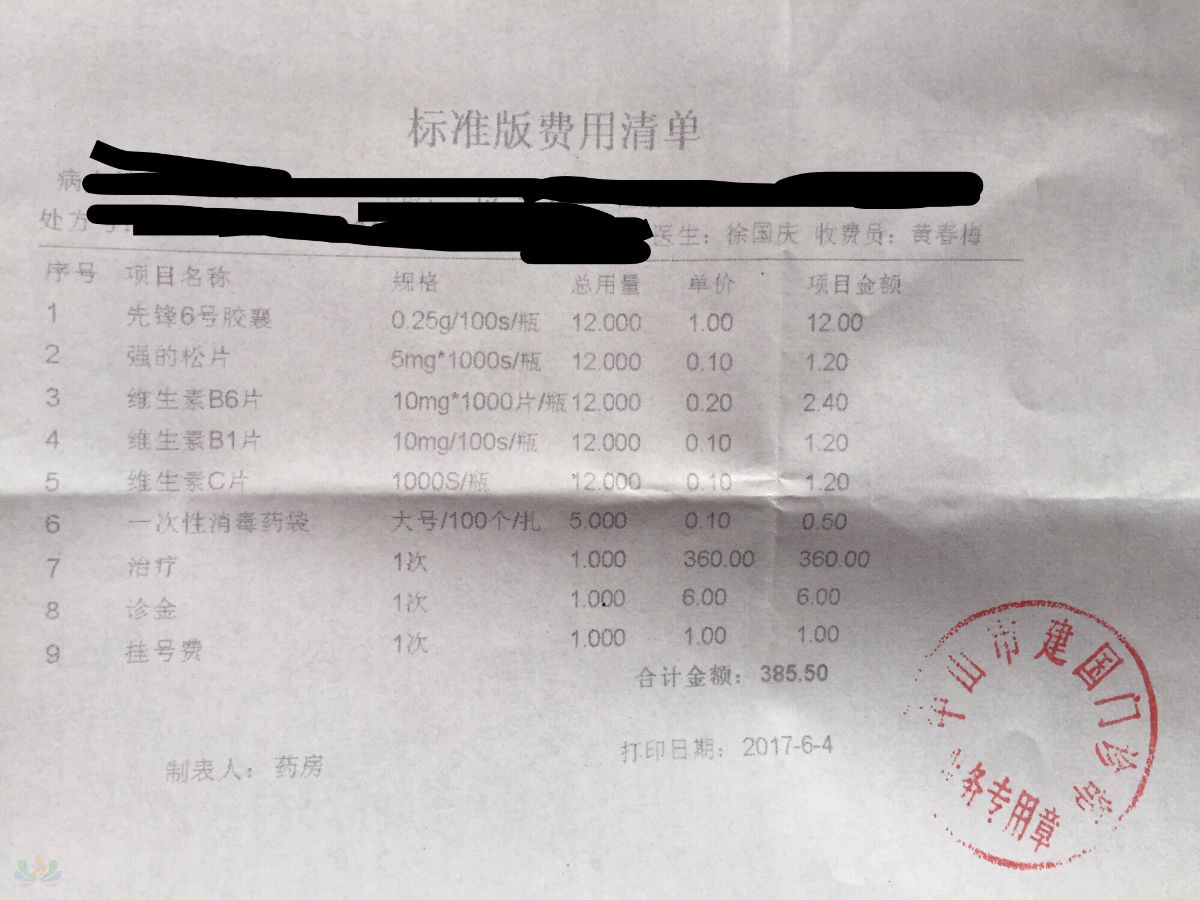 标准版费用清单
病
处方号: 医生：徐国庆 收费员：黄春梅
序号 项目名称 规格 总用量 单价 项目金额
1 先锋6号胶囊 0.25g/100s/瓶 12.000 1.00 12.00
2 强的松片 5mg*1000s/瓶 12.000 0.10 1.20
3 维生素B6片 10mg*1000片/瓶 12.000 0.20 2.40
4 维生素B1片 10mg/100s/瓶 12.000 0.10 1.20
5 维生素C片 1000S/瓶 12.000 0.10 1.20
6 一次性消毒药袋 大号/100个/扎 5.000 0.10 0.50
7 治疗 1次 1.000 360.00 360.00
8 诊金 1次 1.000 6.00 6.00
9 挂号费 1次 1.000 1.00 1.00
合计金额：385.50
制表人：药房 打印日期：2017-6-4
中山市建国门诊部
务专用章